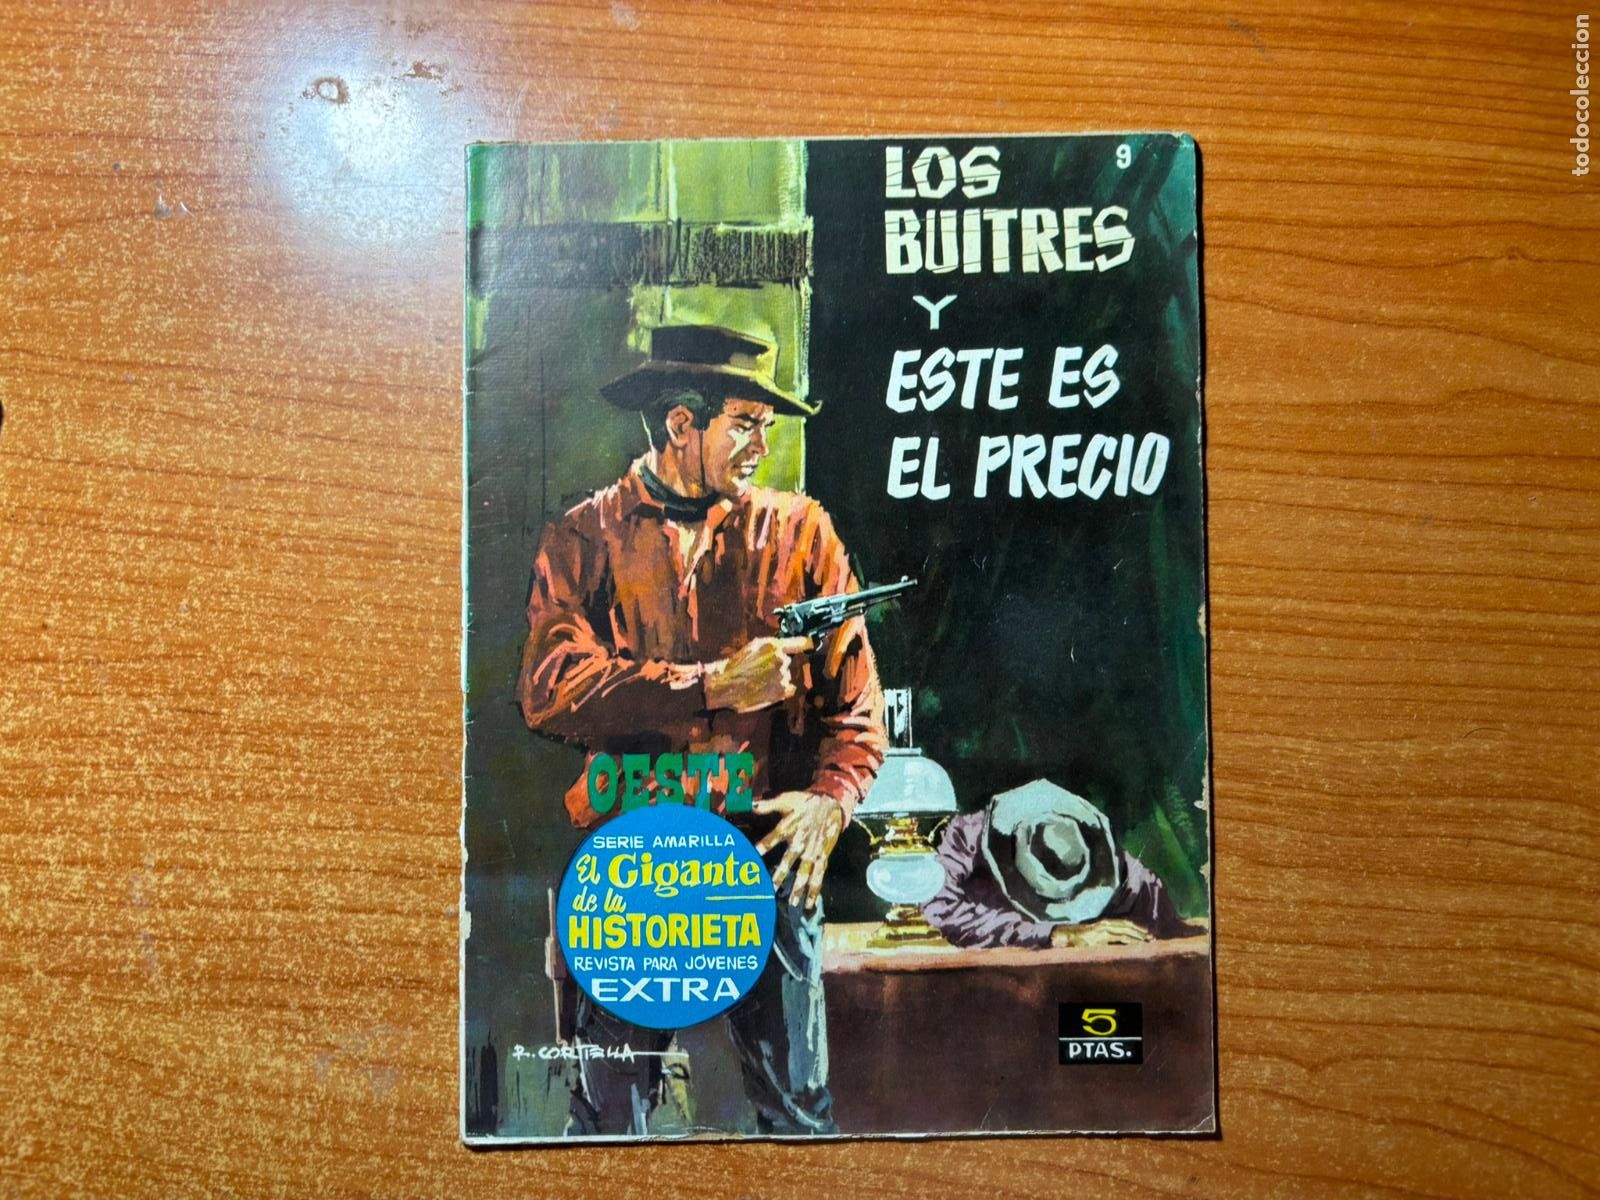 LOS
BUITRES
Y
ESTE ES
EL PRECIO
9
OESTE
SERIE AMARILLA
El Gigante
de la
HISTORIETA
REVISTA PARA JÓVENES
EXTRA
R. CORTIELLA
5
PTAS.
todocoleccion